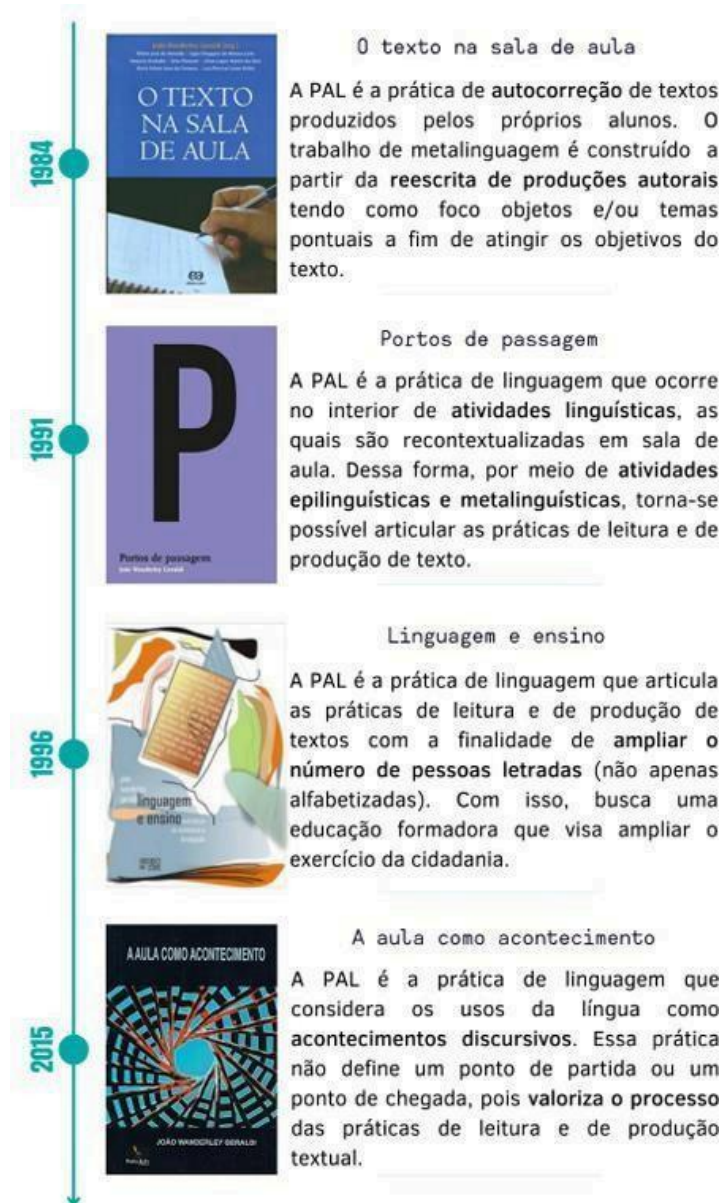 O texto na sala de aula
1984
O TEXTO
NA SALA
DE AULA
A PAL é a prática de autocorreção de textos
produzidos pelos próprios alunos. O
trabalho de metalinguagem é construído a
partir da reescrita de produções autorais
tendo como foco objetos e/ou temas
pontuais a fim de atingir os objetivos do
texto.
Portos de passagem
1991
P
Portos de passagem
João Wanderley Geraldi
A PAL é a prática de linguagem que ocorre
no interior de atividades linguísticas, as
quais são recontextualizadas em sala de
aula. Dessa forma, por meio de atividades
epilinguísticas e metalinguísticas, torna-se
possível articular as práticas de leitura e de
produção de texto.
Linguagem e ensino
1996
linguagem
e ensino
A PAL é a prática de linguagem que articula
as práticas de leitura e de produção de
textos com a finalidade de ampliar o
número de pessoas letradas (não apenas
alfabetizadas). Com isso, busca uma
educação formadora que visa ampliar o
exercício da cidadania.
A aula como acontecimento
2015
A AULA COMO ACONTECIMENTO
JOÃO WANDERLEY GERALDI
A PAL é a prática de linguagem que
considera os usos da língua como
acontecimentos discursivos. Essa prática
não define um ponto de partida ou um
ponto de chegada, pois valoriza o processo
das práticas de leitura e de produção
textual.